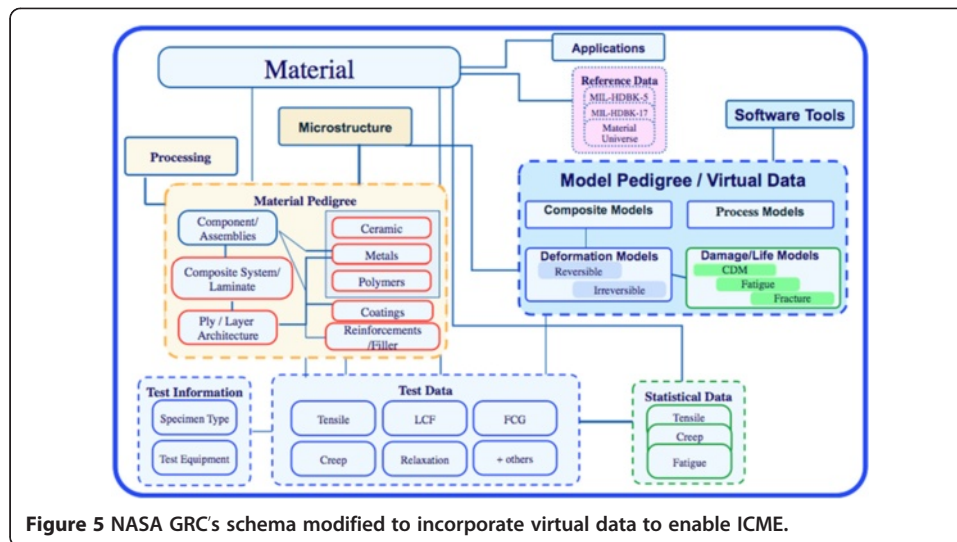 Material
Applications
Reference Data
MIL-HDBK-5
MIL-HDBK-17
Material
Universe
Software Tools
Microstructure
Processing
Material Pedigree
Component/
Assemblies
Composite System/
Laminate
Ply / Layer
Architecture
Ceramic
Metals
Polymers
Coatings
Reinforcements
/Filler
Model Pedigree / Virtual Data
Composite Models
Process Models
Deformation Models
Reversible
Irreversible
Damage/Life Models
CDM
Fatigue
Fracture
Test Information
Specimen Type
Test Equipment
Test Data
Tensile
LCF
FCG
Creep
Relaxation
+ others
Statistical Data
Tensile
Creep
Fatigue
Figure 5 NASA GRC's schema modified to incorporate virtual data to enable ICME.